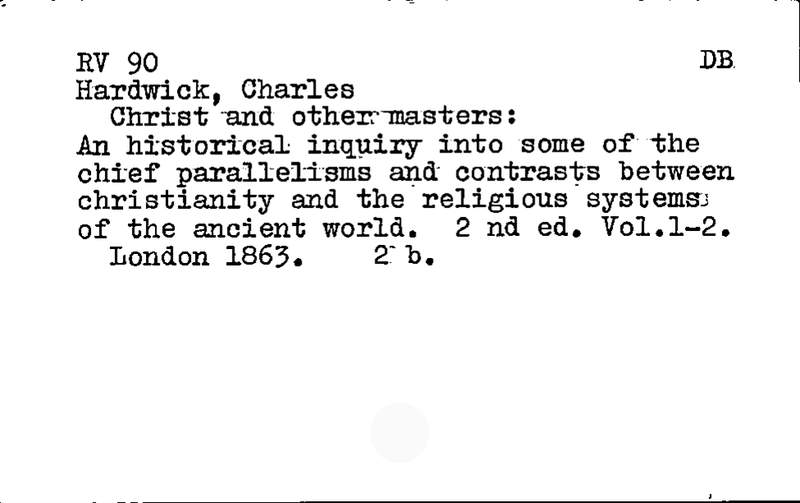 RV 90 DB
Hardwick, Charles
Christ and other masters:
An historical inquiry into some of the
chief parallelisms and contrasts between
christianity and the religious systems
of the ancient world. 2 nd ed. Vol.1-2.
London 1863. 2 b.